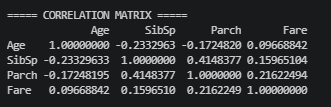 ===== CORRELATION MATRIX =====
Age SibSp Parch Fare
Age 1.00000000 -0.2332963 -0.1724820 0.09668842
SibSp -0.23329633 1.0000000 0.4148377 0.15965104
Parch -0.17248195 0.4148377 1.0000000 0.21622494
Fare 0.09668842 0.1596510 0.2162249 1.00000000